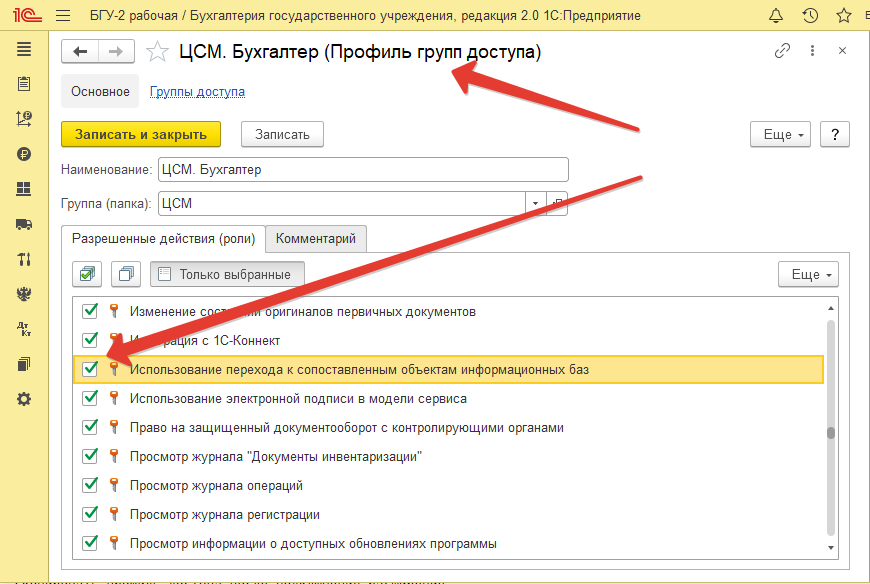 1С БГУ-2 рабочая / Бухгалтерия государственного учреждения, редакция 2.0 1С:Предприятие
ЦСМ. Бухгалтер (Профиль групп доступа)
Основное Группы доступа
Записать и закрыть Записать Еще ?
Наименование: ЦСМ. Бухгалтер
Группа (папка): ЦСМ
Разрешенные действия (роли) Комментарий
Только выбранные Еще
Изменение оригиналов первичных документов
с 1С-Коннект
Использование перехода к сопоставленным объектам информационных баз
Использование электронной подписи в модели сервиса
Право на защищенный документооборот с контролирующими органами
Просмотр журнала "Документы инвентаризации"
Просмотр журнала операций
Просмотр журнала регистрации
Просмотр информации о доступных обновлениях программы
Дт
Кт